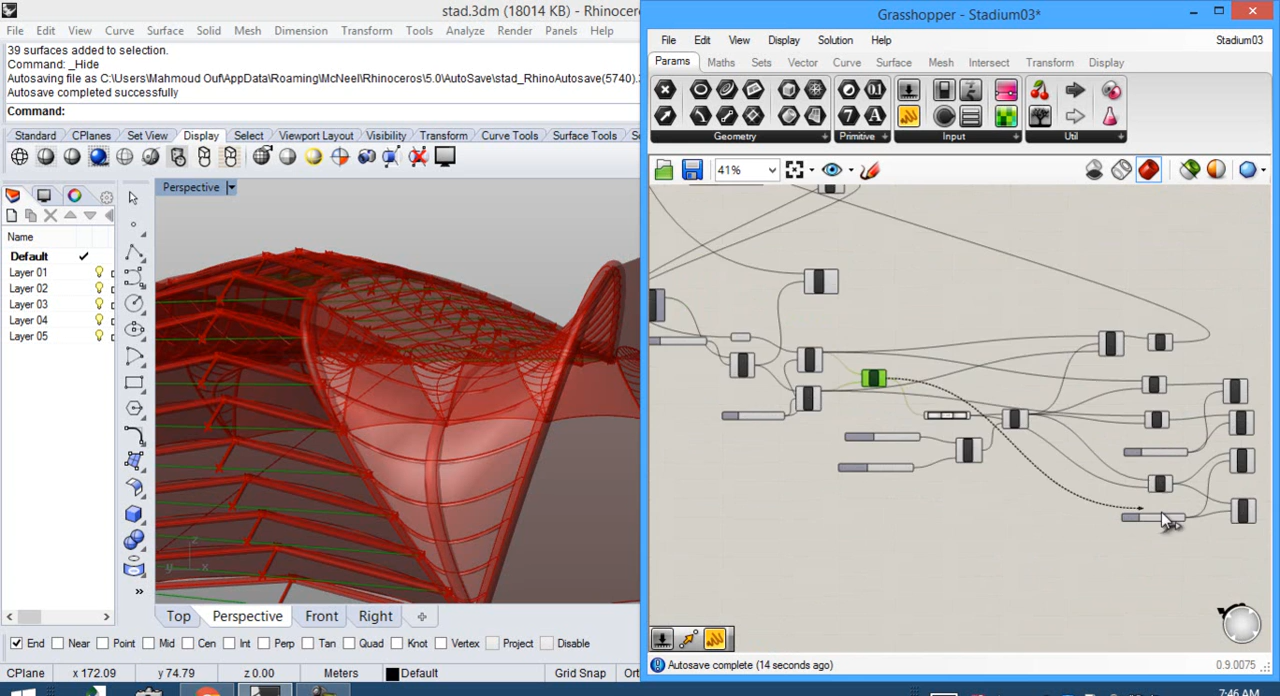 stad.3dm (18014 KB) - Rhinoceros
File Edit View Curve Surface Solid Mesh Dimension Transform Tools Analyze Render Panels Help
39 surfaces added to selection.
Command: _Hide
Autosaving file as C:\Users\Mahmoud Ouf\AppData\Roaming\McNeel\Rhinoceros\5.0\AutoSave\stad_RhinoAutosave(5740).3
Autosave completed successfully
Command:
Standard CPlanes Set View Display Select Viewport Layout Visibility Transform Curve Tools Surface Tools So
Perspective
Name
Default
Layer 01
Layer 02
Layer 03
Layer 04
Layer 05
z
y x
Top Perspective Front Right
End Near Point Mid Cen Int Perp Tan Quad Knot Vertex Project Disable
CPlane x 172.09 y 74.79 z 0.00 Meters Default Grid Snap Ort
Grasshopper - Stadium03*
File Edit View Display Solution Help Stadium03
Params Maths Sets Vector Curve Surface Mesh Intersect Transform Display
Geometry Primitive Input Util
41%
Autosave complete (14 seconds ago) 0.9.0075
7:46 AM